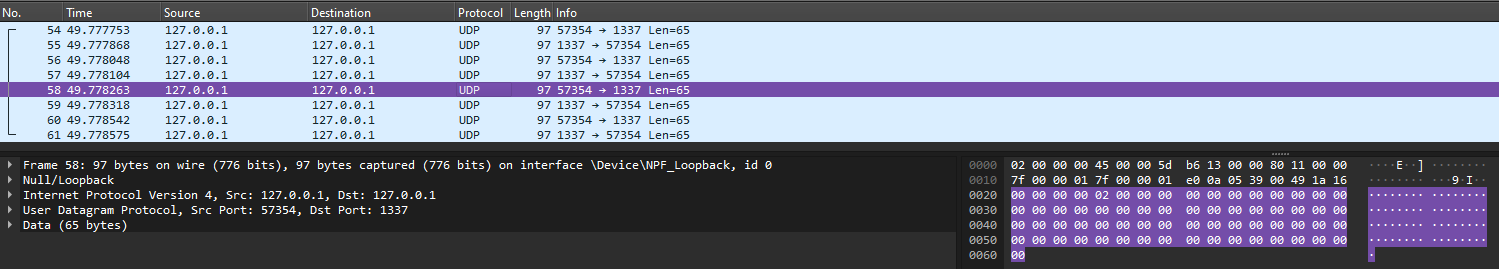 No. Time Source Destination Protocol Length Info
54 49.777753 127.0.0.1 127.0.0.1 UDP 97 57354 → 1337 Len=65
55 49.777868 127.0.0.1 127.0.0.1 UDP 97 1337 → 57354 Len=65
56 49.778048 127.0.0.1 127.0.0.1 UDP 97 57354 → 1337 Len=65
57 49.778104 127.0.0.1 127.0.0.1 UDP 97 1337 → 57354 Len=65
58 49.778263 127.0.0.1 127.0.0.1 UDP 97 57354 → 1337 Len=65
59 49.778318 127.0.0.1 127.0.0.1 UDP 97 1337 → 57354 Len=65
60 49.778542 127.0.0.1 127.0.0.1 UDP 97 57354 → 1337 Len=65
61 49.778575 127.0.0.1 127.0.0.1 UDP 97 1337 → 57354 Len=65
Frame 58: 97 bytes on wire (776 bits), 97 bytes captured (776 bits) on interface \Device\NPF_Loopback, id 0
Null/Loopback
Internet Protocol Version 4, Src: 127.0.0.1, Dst: 127.0.0.1
User Datagram Protocol, Src Port: 57354, Dst Port: 1337
Data (65 bytes)
0000 02 00 00 00 45 00 00 5d b6 13 00 00 80 11 00 00 ····E··] ········
0010 7f 00 00 01 7f 00 00 01 e0 0a 05 39 00 49 1a 16 ········ ···9·I··
0020 00 00 00 00 02 00 00 00 00 00 00 00 00 00 00 00 ········ ········
0030 00 00 00 00 00 00 00 00 00 00 00 00 00 00 00 00 ········ ········
0040 00 00 00 00 00 00 00 00 00 00 00 00 00 00 00 00 ········ ········
0050 00 00 00 00 00 00 00 00 00 00 00 00 00 00 00 00 ········ ········
0060 00 ·